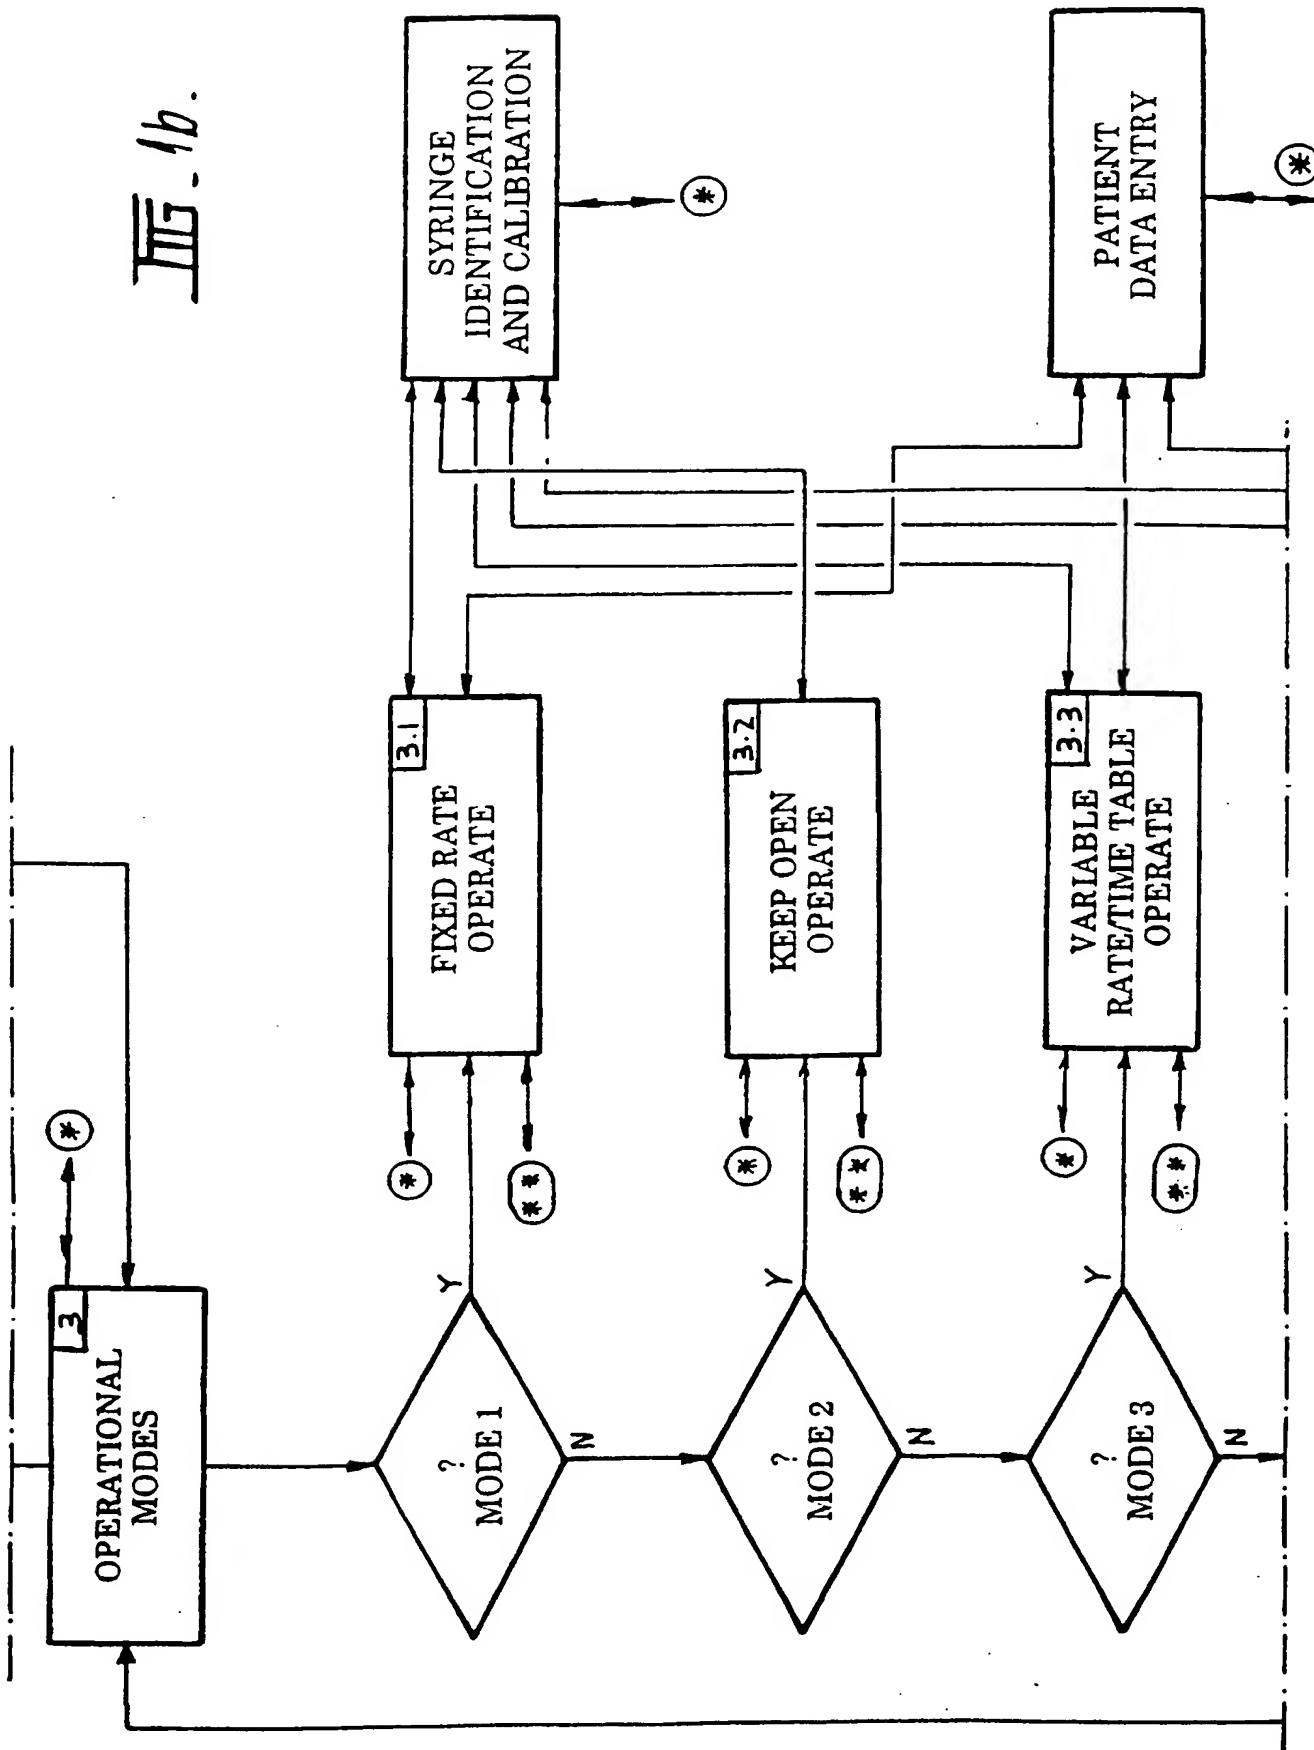 FIG. 1b.
3
OPERATIONAL
MODES
*
?
MODE 1
Y
N
*
**
3.1
FIXED RATE
OPERATE
SYRINGE
IDENTIFICATION
AND CALIBRATION
*
?
MODE 2
Y
N
*
**
3.2
KEEP OPEN
OPERATE
?
MODE 3
Y
N
*
**
3.3
VARIABLE
RATE/TIME TABLE
OPERATE
PATIENT
DATA ENTRY
*